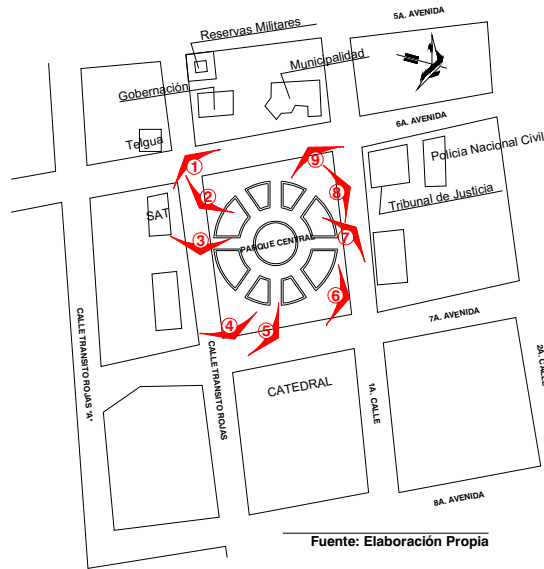 5A. AVENIDA
Reservas Militares
Municipalidad
Gobernación
6A. AVENIDA
Telgua
Policia Nacional Civil
1
9
8
2
Tribunal de Justicia
SAT
3
PARQUE CENTRAL
7
6
4
5
7A. AVENIDA
CALLE TRANSITO ROJAS "A"
CALLE TRANSITO ROJAS
2A. CALLE
CATEDRAL
1A. CALLE
8A. AVENIDA
Fuente: Elaboración Propia